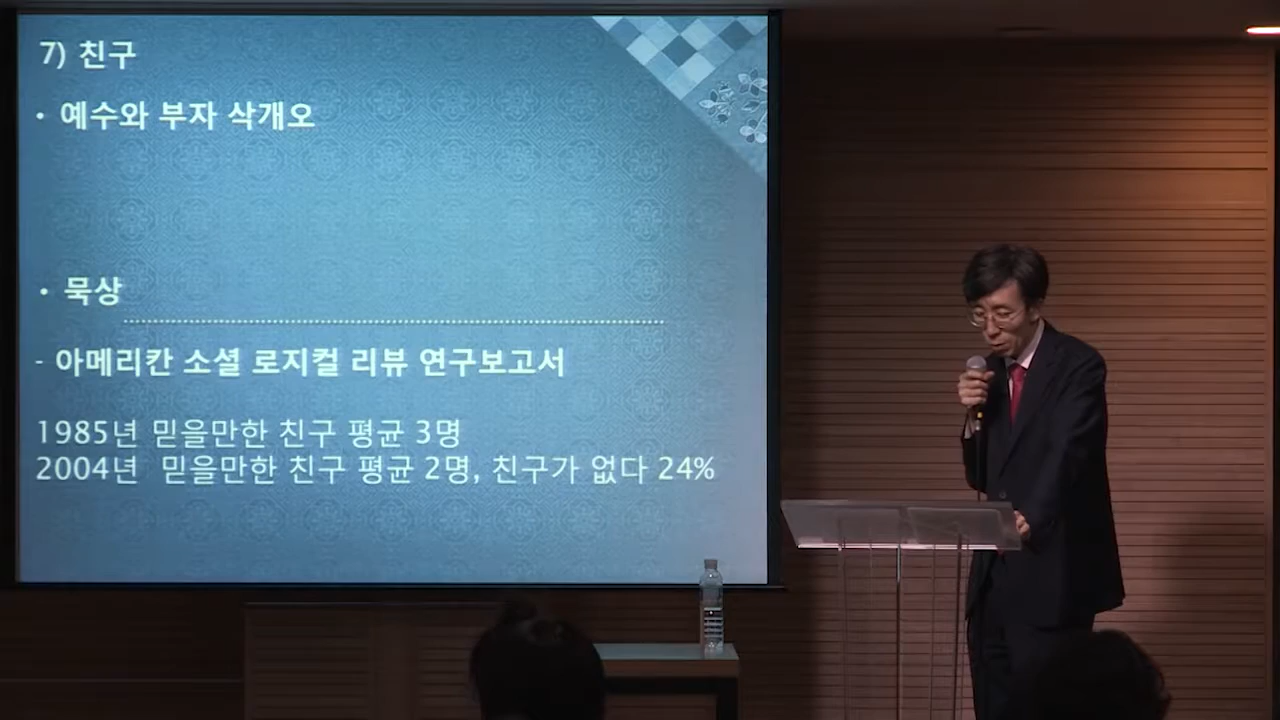 7) 친구
• 예수와 부자 삭개오
• 묵상
- 아메리칸 소셜 로지컬 리뷰 연구보고서
1985년 믿을만한 친구 평균 3명
2004년 믿을만한 친구 평균 2명, 친구가 없다 24%